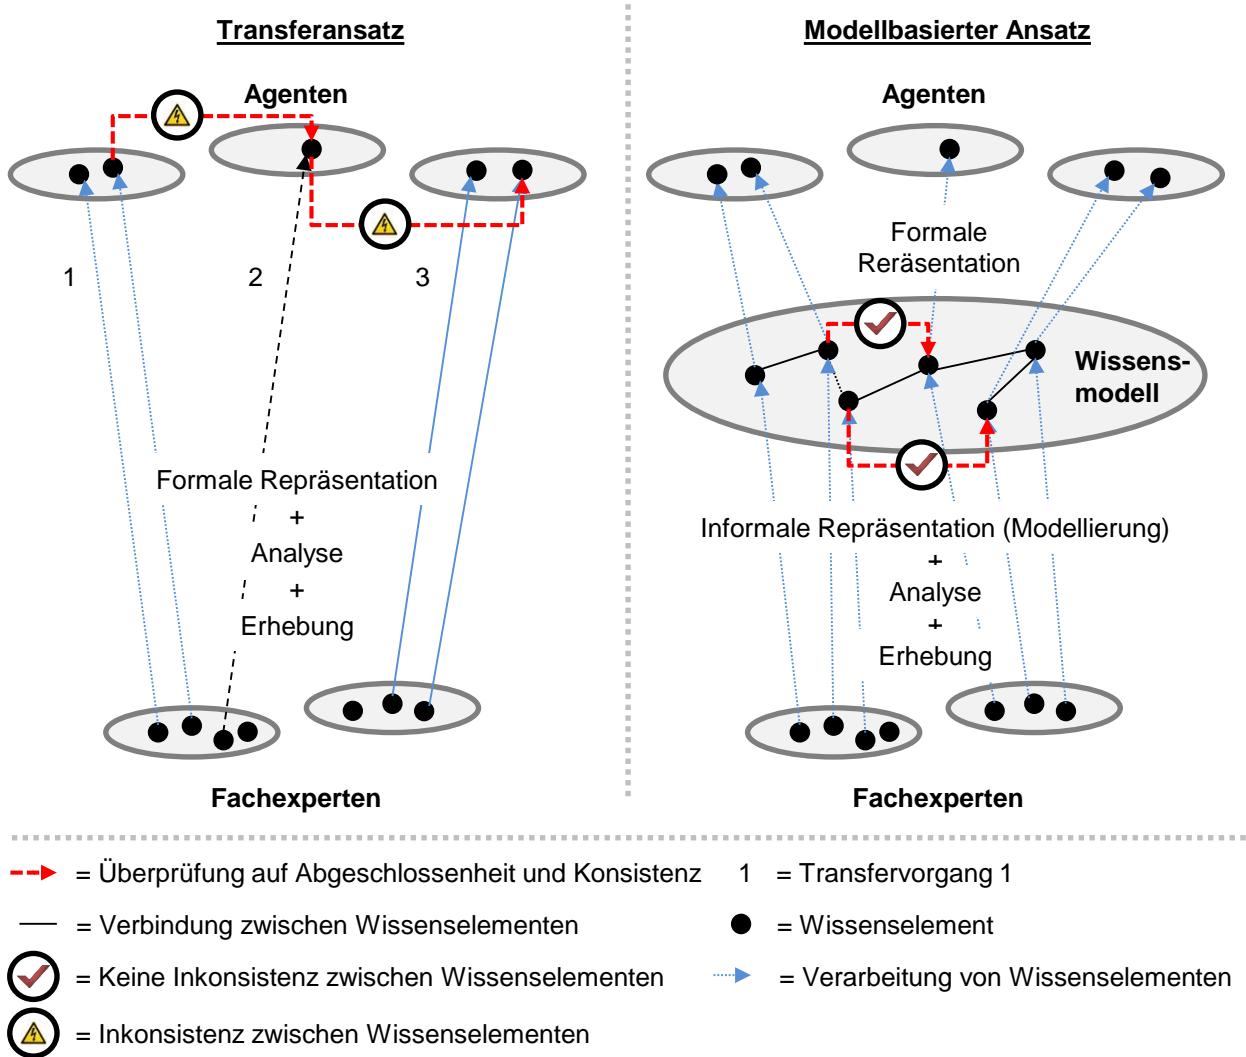 Transferansatz
Agenten
1
2
3
Formale Repräsentation
+
Analyse
+
Erhebung
Fachexperten
Modellbasierter Ansatz
Agenten
Formale
Reräsentation
Wissens-
modell
Informale Repräsentation (Modellierung)
+
Analyse
+
Erhebung
Fachexperten
= Überprüfung auf Abgeschlossenheit und Konsistenz
1 = Transfervorgang 1
= Verbindung zwischen Wissenselementen
= Wissenselement
= Keine Inkonsistenz zwischen Wissenselementen
= Verarbeitung von Wissenselementen
= Inkonsistenz zwischen Wissenselementen